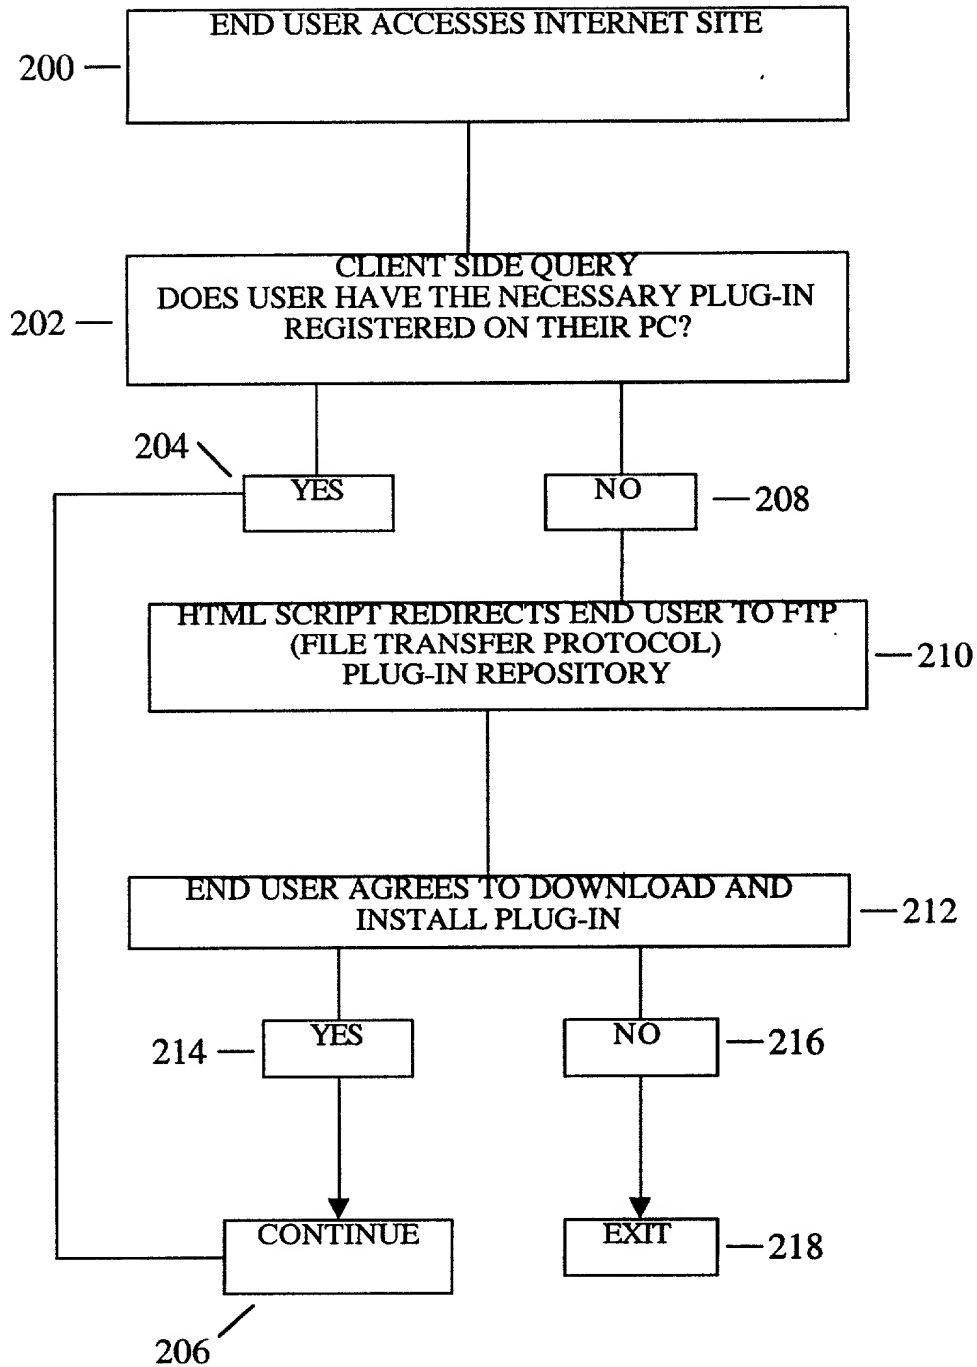 END USER ACCESSES INTERNET SITE
200
CLIENT SIDE QUERY
DOES USER HAVE THE NECESSARY PLUG-IN
REGISTERED ON THEIR PC?
202
204
YES
NO
208
HTML SCRIPT REDIRECTS END USER TO FTP
(FILE TRANSFER PROTOCOL)
PLUG-IN REPOSITORY
210
END USER AGREES TO DOWNLOAD AND
INSTALL PLUG-IN
212
214
YES
NO
216
CONTINUE
EXIT
218
206